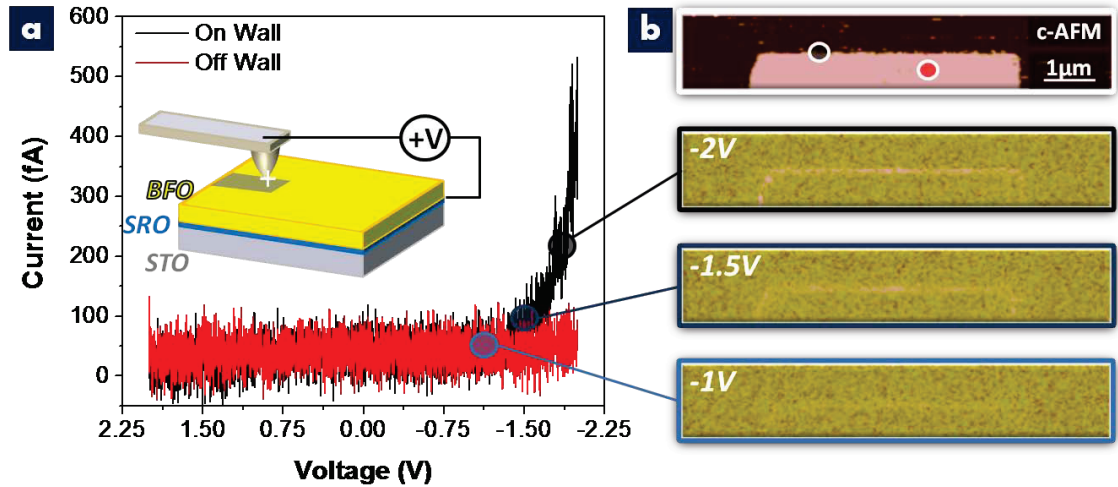 a
600
500
400
300
200
100
0
Current (fA)
On Wall
Off Wall
+V
BFO
SRO
STO
2.25 1.50 0.75 0.00 -0.75 -1.50 -2.25
Voltage (V)
b
c-AFM
1µm
-2V
-1.5V
-1V